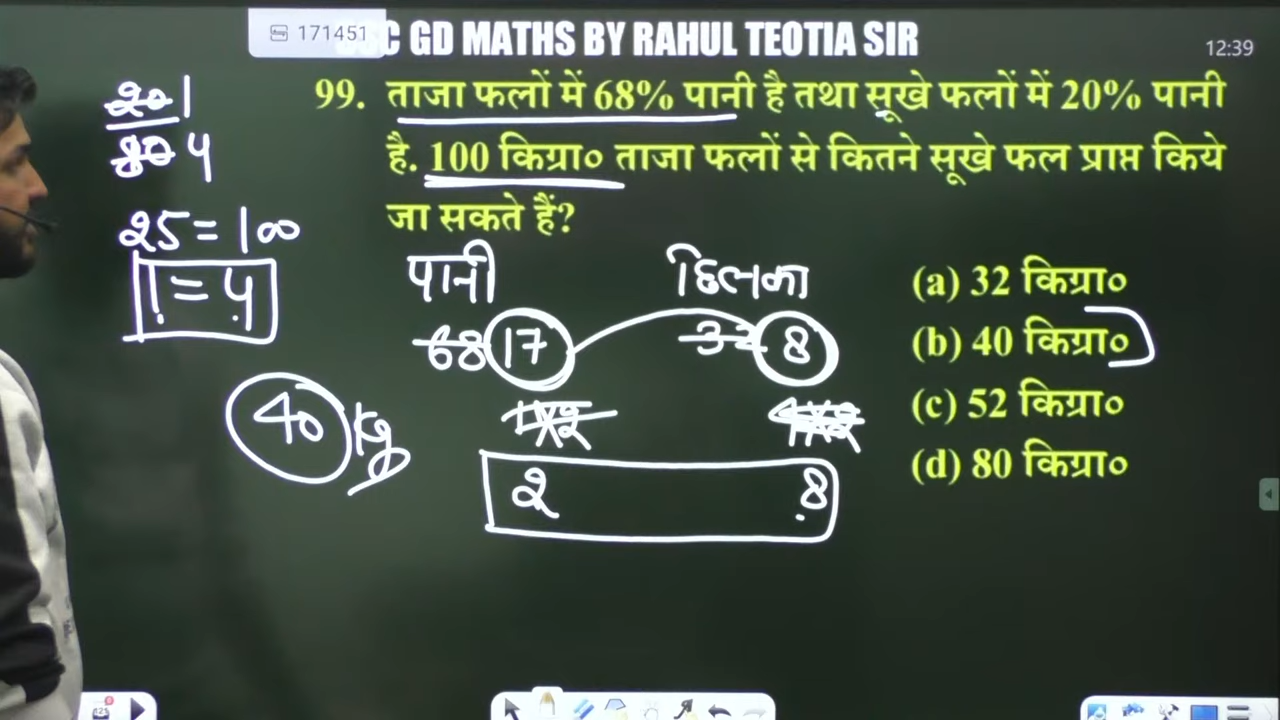 171451
GD MATHS BY RAHUL TEOTIA SIR
12:39
99. ताजा फलों में 68% पानी है तथा सूखे फलों में 20% पानी
है. 100 किग्रा० ताजा फलों से कितने सूखे फल प्राप्त किये
जा सकते हैं?
20 1
80 4
25 = 100
1 = 4
पानी
छिलका
68 17
32 8
2 8
40 kg
(a) 32 किग्रा०
(b) 40 किग्रा०
(c) 52 किग्रा०
(d) 80 किग्रा०